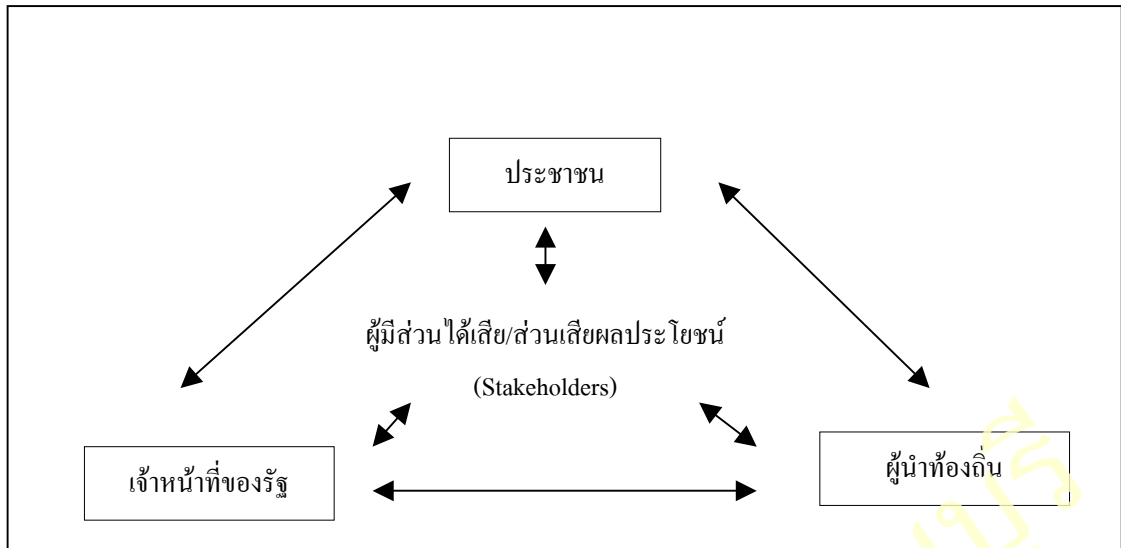 ประชาชน
ผู้มีส่วนได้เสีย/ส่วนเสียผลประโยชน์
(Stakeholders)
เจ้าหน้าที่ของรัฐ
ผู้นำท้องถิ่น